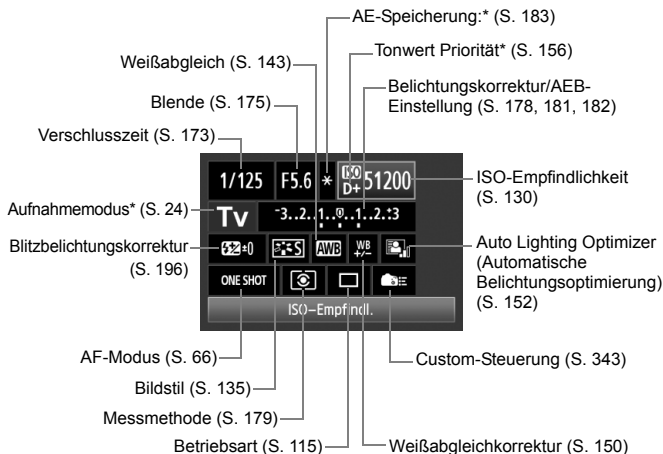 AE-Speicherung:* (S. 183)
Tonwert Priorität* (S. 156)
Weißabgleich (S. 143)
Belichtungskorrektur/AEB-
Einstellung (S. 178, 181, 182)
Blende (S. 175)
Verschlusszeit (S. 173)
1/125 F5.6 * ISO D+ 51200
ISO-Empfindlichkeit
(S. 130)
Aufnahmemodus* (S. 24)
Tv -3..2..1..0..1..2.:+3
Blitzbelichtungskorrektur
(S. 196)
±0 S AWB WB +/-
Auto Lighting Optimizer
(Automatische
Belichtungsoptimierung)
(S. 152)
ONE SHOT
ISO-Empfindl.
AF-Modus (S. 66)
Custom-Steuerung (S. 343)
Bildstil (S. 135)
Messmethode (S. 179)
Betriebsart (S. 115)
Weißabgleichkorrektur (S. 150)